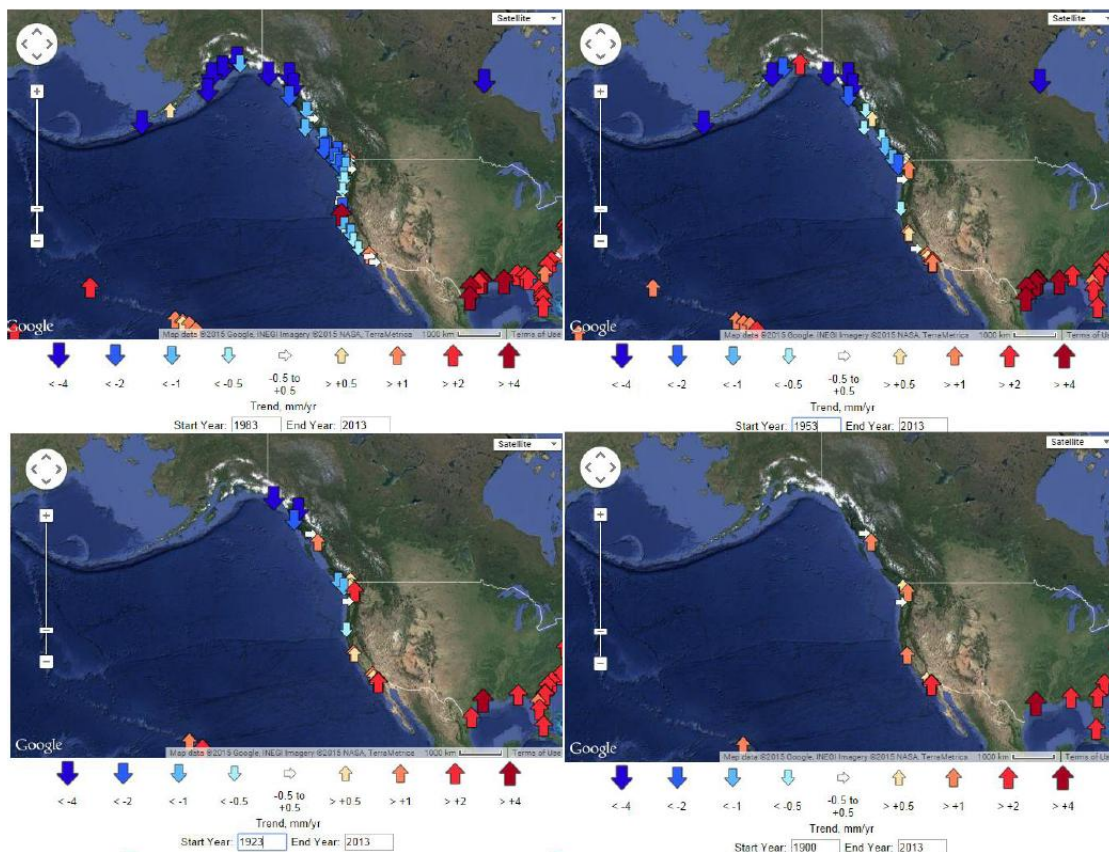 Satellite
Google
Map data ©2015 Google, INEGI Imagery ©2015 NASA, TerraMetrics
1000 km
Terms of Use
< -4
< -2
< -1
< -0.5
-0.5 to
+0.5
> +0.5
> +1
> +2
> +4
Trend, mm/yr
Start Year: 1983 End Year: 2013
Satellite
Google
Map data ©2015 Google, INEGI Imagery ©2015 NASA, TerraMetrics
1000 km
Terms of Use
< -4
< -2
< -1
< -0.5
-0.5 to
+0.5
> +0.5
> +1
> +2
> +4
Trend, mm/yr
Start Year: 1953 End Year: 2013
Satellite
Google
Map data ©2015 Google, INEGI Imagery ©2015 NASA, TerraMetrics
1000 km
Terms of Use
< -4
< -2
< -1
< -0.5
-0.5 to
+0.5
> +0.5
> +1
> +2
> +4
Trend, mm/yr
Start Year: 1923 End Year: 2013
Satellite
Google
Map data ©2015 Google, INEGI Imagery ©2015 NASA, TerraMetrics
1000 km
Terms of Use
< -4
< -2
< -1
< -0.5
-0.5 to
+0.5
> +0.5
> +1
> +2
> +4
Trend, mm/yr
Start Year: 1900 End Year: 2013